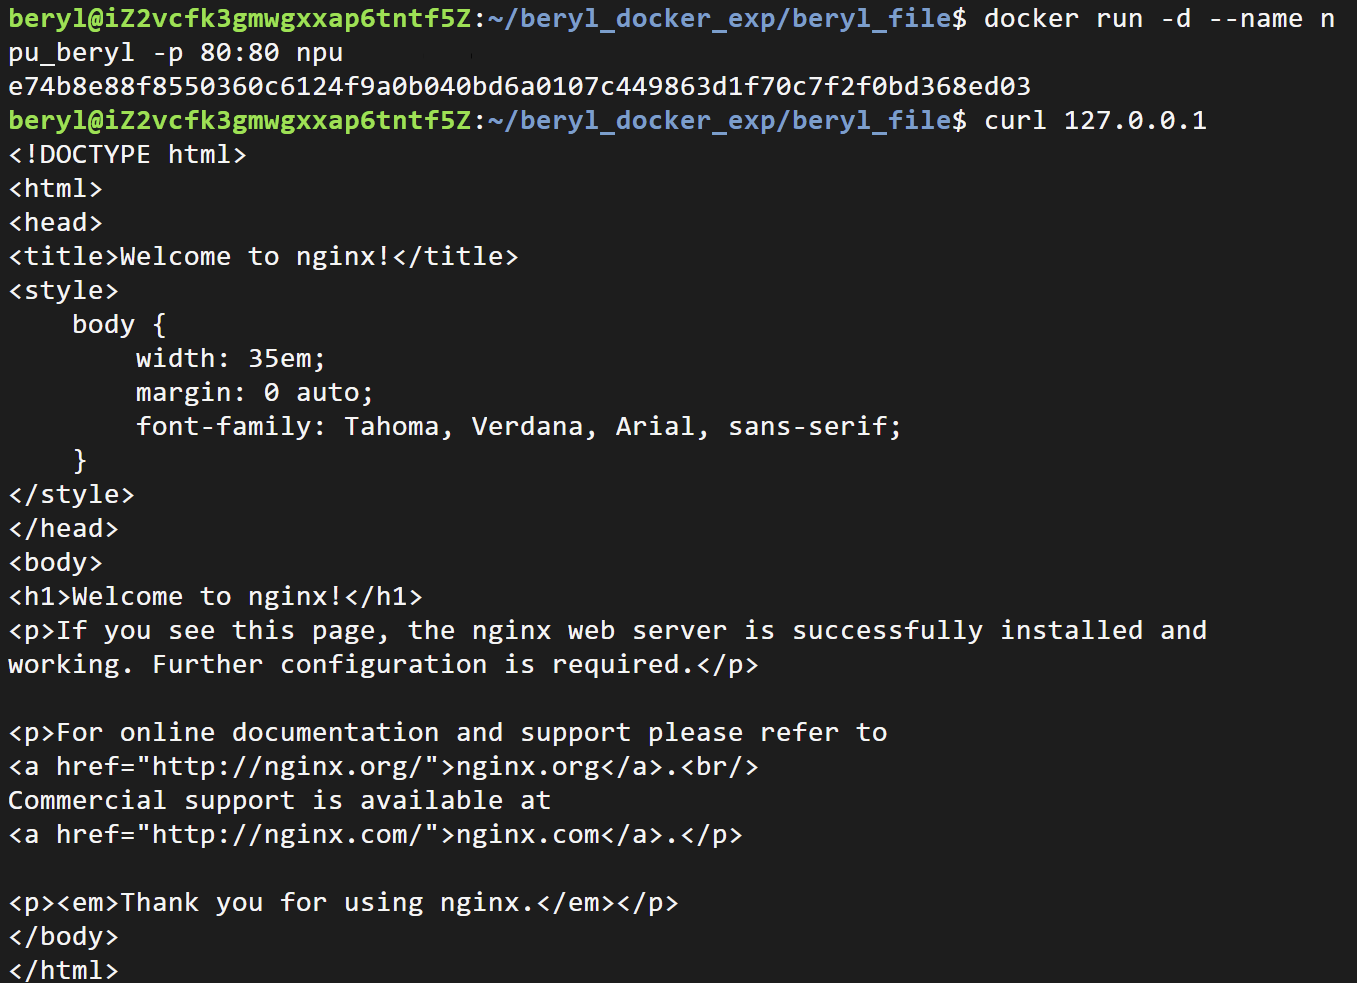 beryl@iZ2vcfk3gmwgxxap6tntf5Z:~/beryl_docker_exp/beryl_file$ docker run -d --name n
pu_beryl -p 80:80 npu
e74b8e88f8550360c6124f9a0b040bd6a0107c449863d1f70c7f2f0bd368ed03
beryl@iZ2vcfk3gmwgxxap6tntf5Z:~/beryl_docker_exp/beryl_file$ curl 127.0.0.1
<!DOCTYPE html>
<html>
<head>
<title>Welcome to nginx!</title>
<style>
    body {
        width: 35em;
        margin: 0 auto;
        font-family: Tahoma, Verdana, Arial, sans-serif;
    }
</style>
</head>
<body>
<h1>Welcome to nginx!</h1>
<p>If you see this page, the nginx web server is successfully installed and
working. Further configuration is required.</p>

<p>For online documentation and support please refer to
<a href="http://nginx.org/">nginx.org</a>.<br/>
Commercial support is available at
<a href="http://nginx.com/">nginx.com</a>.</p>

<p><em>Thank you for using nginx.</em></p>
</body>
</html>